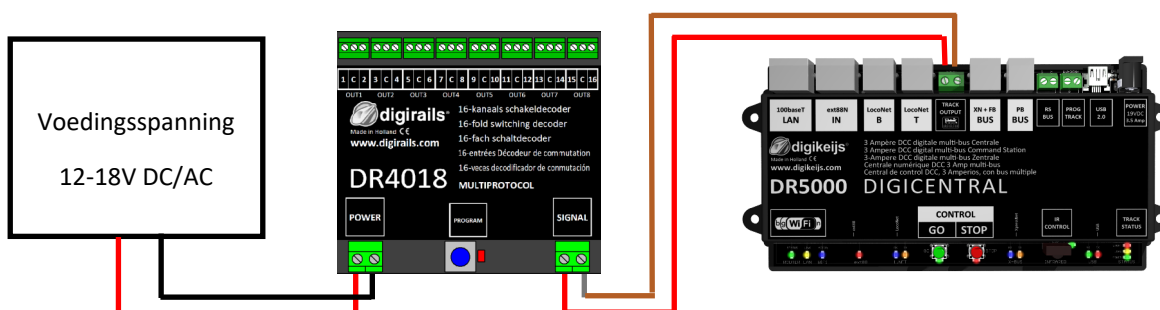 Voedingsspanning
12-18V DC/AC
1 C 2 3 C 4 5 C 6 7 C 8 9 C 10 11 C 12 13 C 14 15 C 16
OUT1 OUT2 OUT3 OUT4 OUT5 OUT6 OUT7 OUT8
digirails
Made in Holland CE
www.digirails.com
16-kanaals schakeldecoder
16-fold switching decoder
16-fach schaltdecoder
16-entrées Décodeur de commutation
16-vecas decodificador de conmutación
DR4018
MULTIPROTOCOL
POWER
PROGRAM
SIGNAL
100baseT
LAN
ext88N
IN
LocoNet
B
LocoNet
T
TRACK
OUTPUT
XN + FB
BUS
PB
BUS
RS
BUS
PROG
TRACK
USB
2.0
POWER
19VDC
3.5 Amp
digikeijs
Made in Holland CE
www.digikeijs.com
3 Ampère DCC digitale multi-bus Centrale
3 Ampere DCC digital multi-bus Command Station
3-Ampere DCC digitale multi-bus Zentrale
Centrale numérique DCC 3 Amp multi-bus
Central de control DCC, 3 Amperios, con bus múltiple
DR5000 DIGICENTRAL
WiFi
CONTROL
GO STOP
IR
CONTROL
TRACK
STATUS